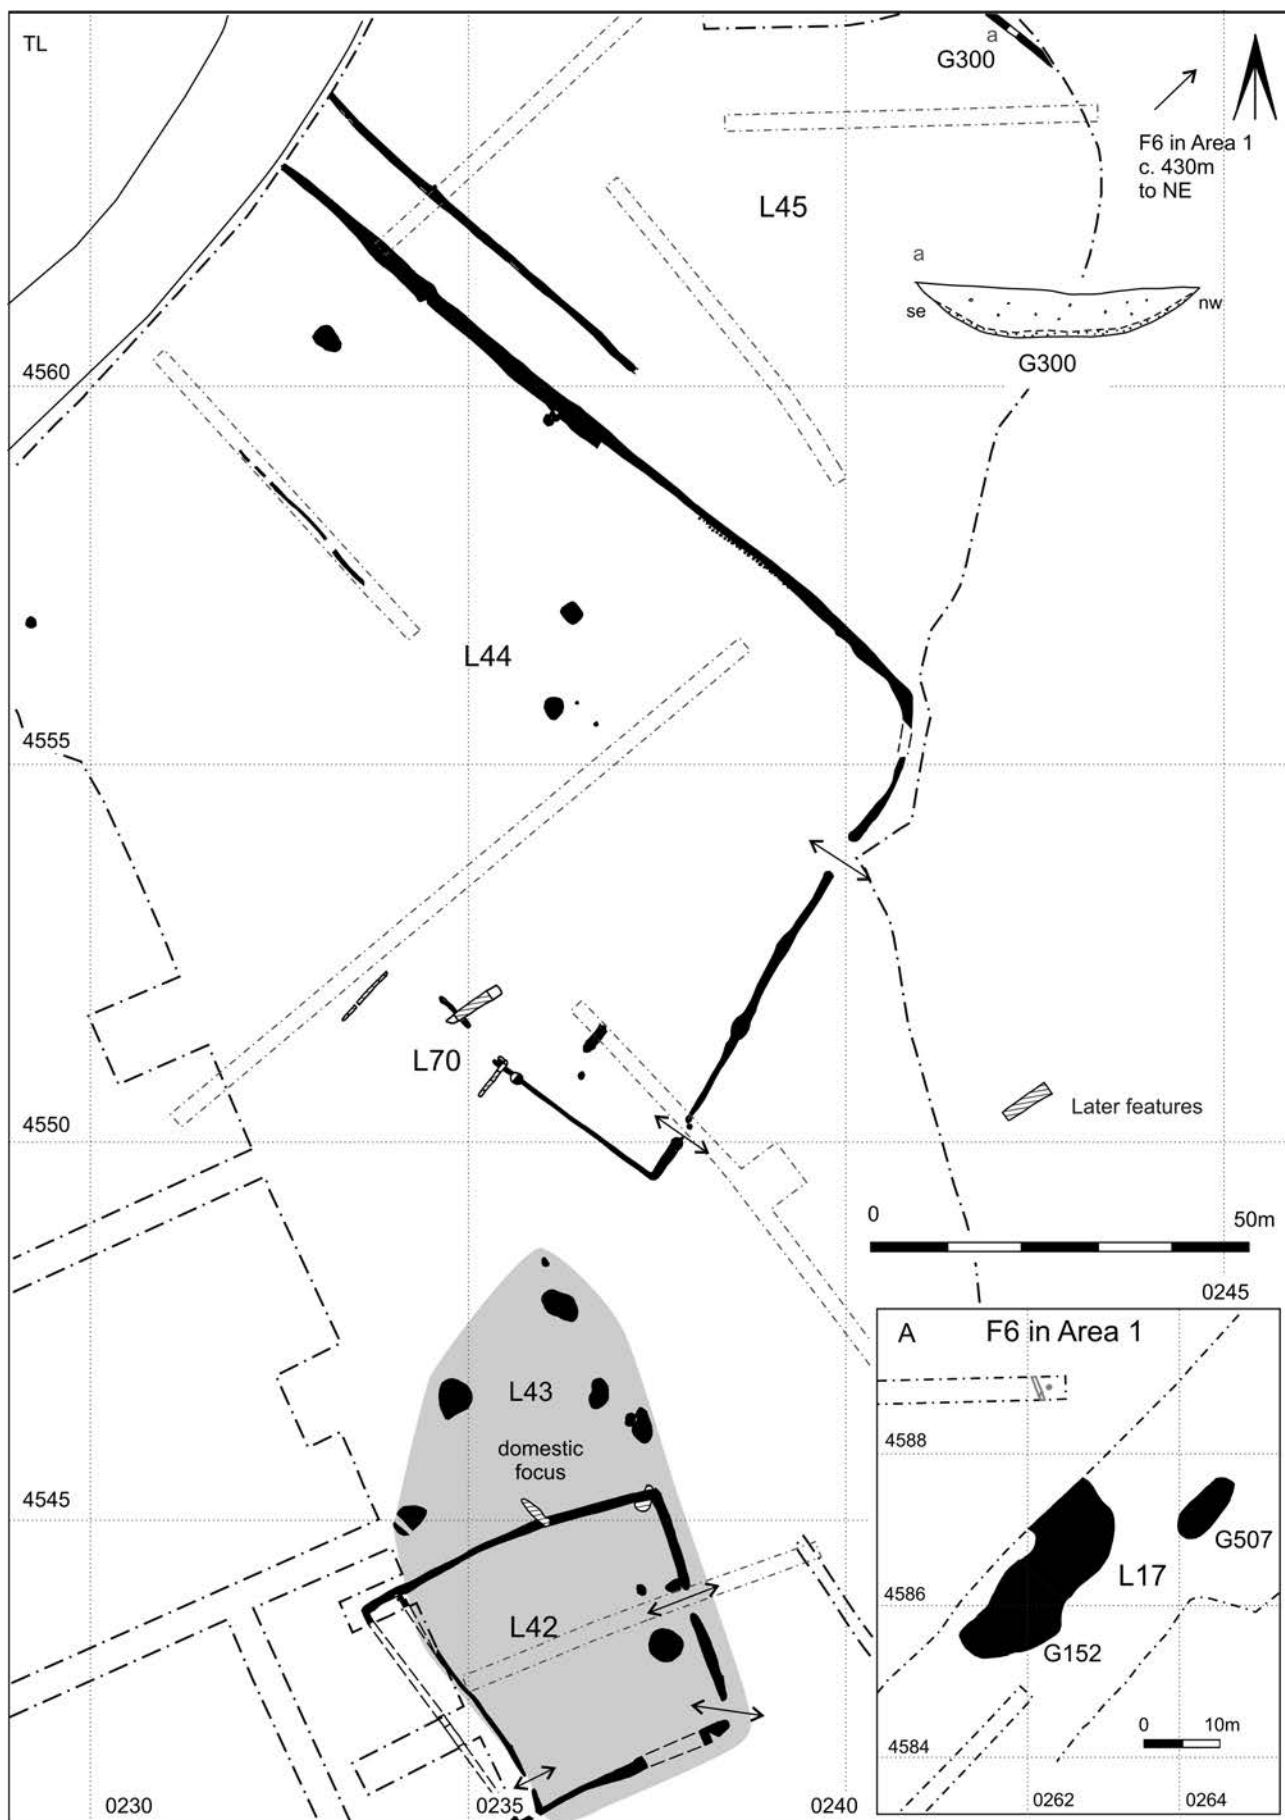 TL
a
G300
F6 in Area 1
c. 430m
to NE
L45
a
se
nw
G300
4560
L44
4555
L70
Later features
4550
0
50m
0245
L43
domestic
focus
4545
L42
0230
0235
0240
A
F6 in Area 1
4588
G507
L17
4586
G152
0
10m
4584
0262
0264